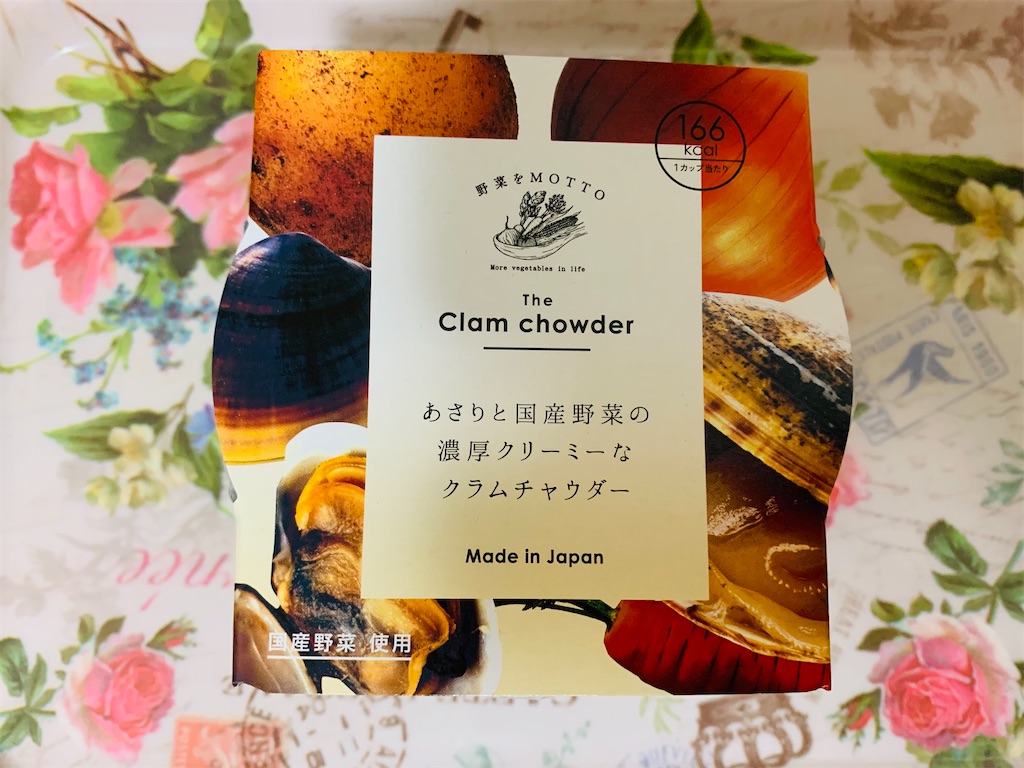 166
kcal
1カップ当たり
野菜をMOTTO
More vegetables in life
The
Clam chowder
あさりと国産野菜の
濃厚クリーミーな
クラムチャウダー
Made in Japan
国産野菜 使用